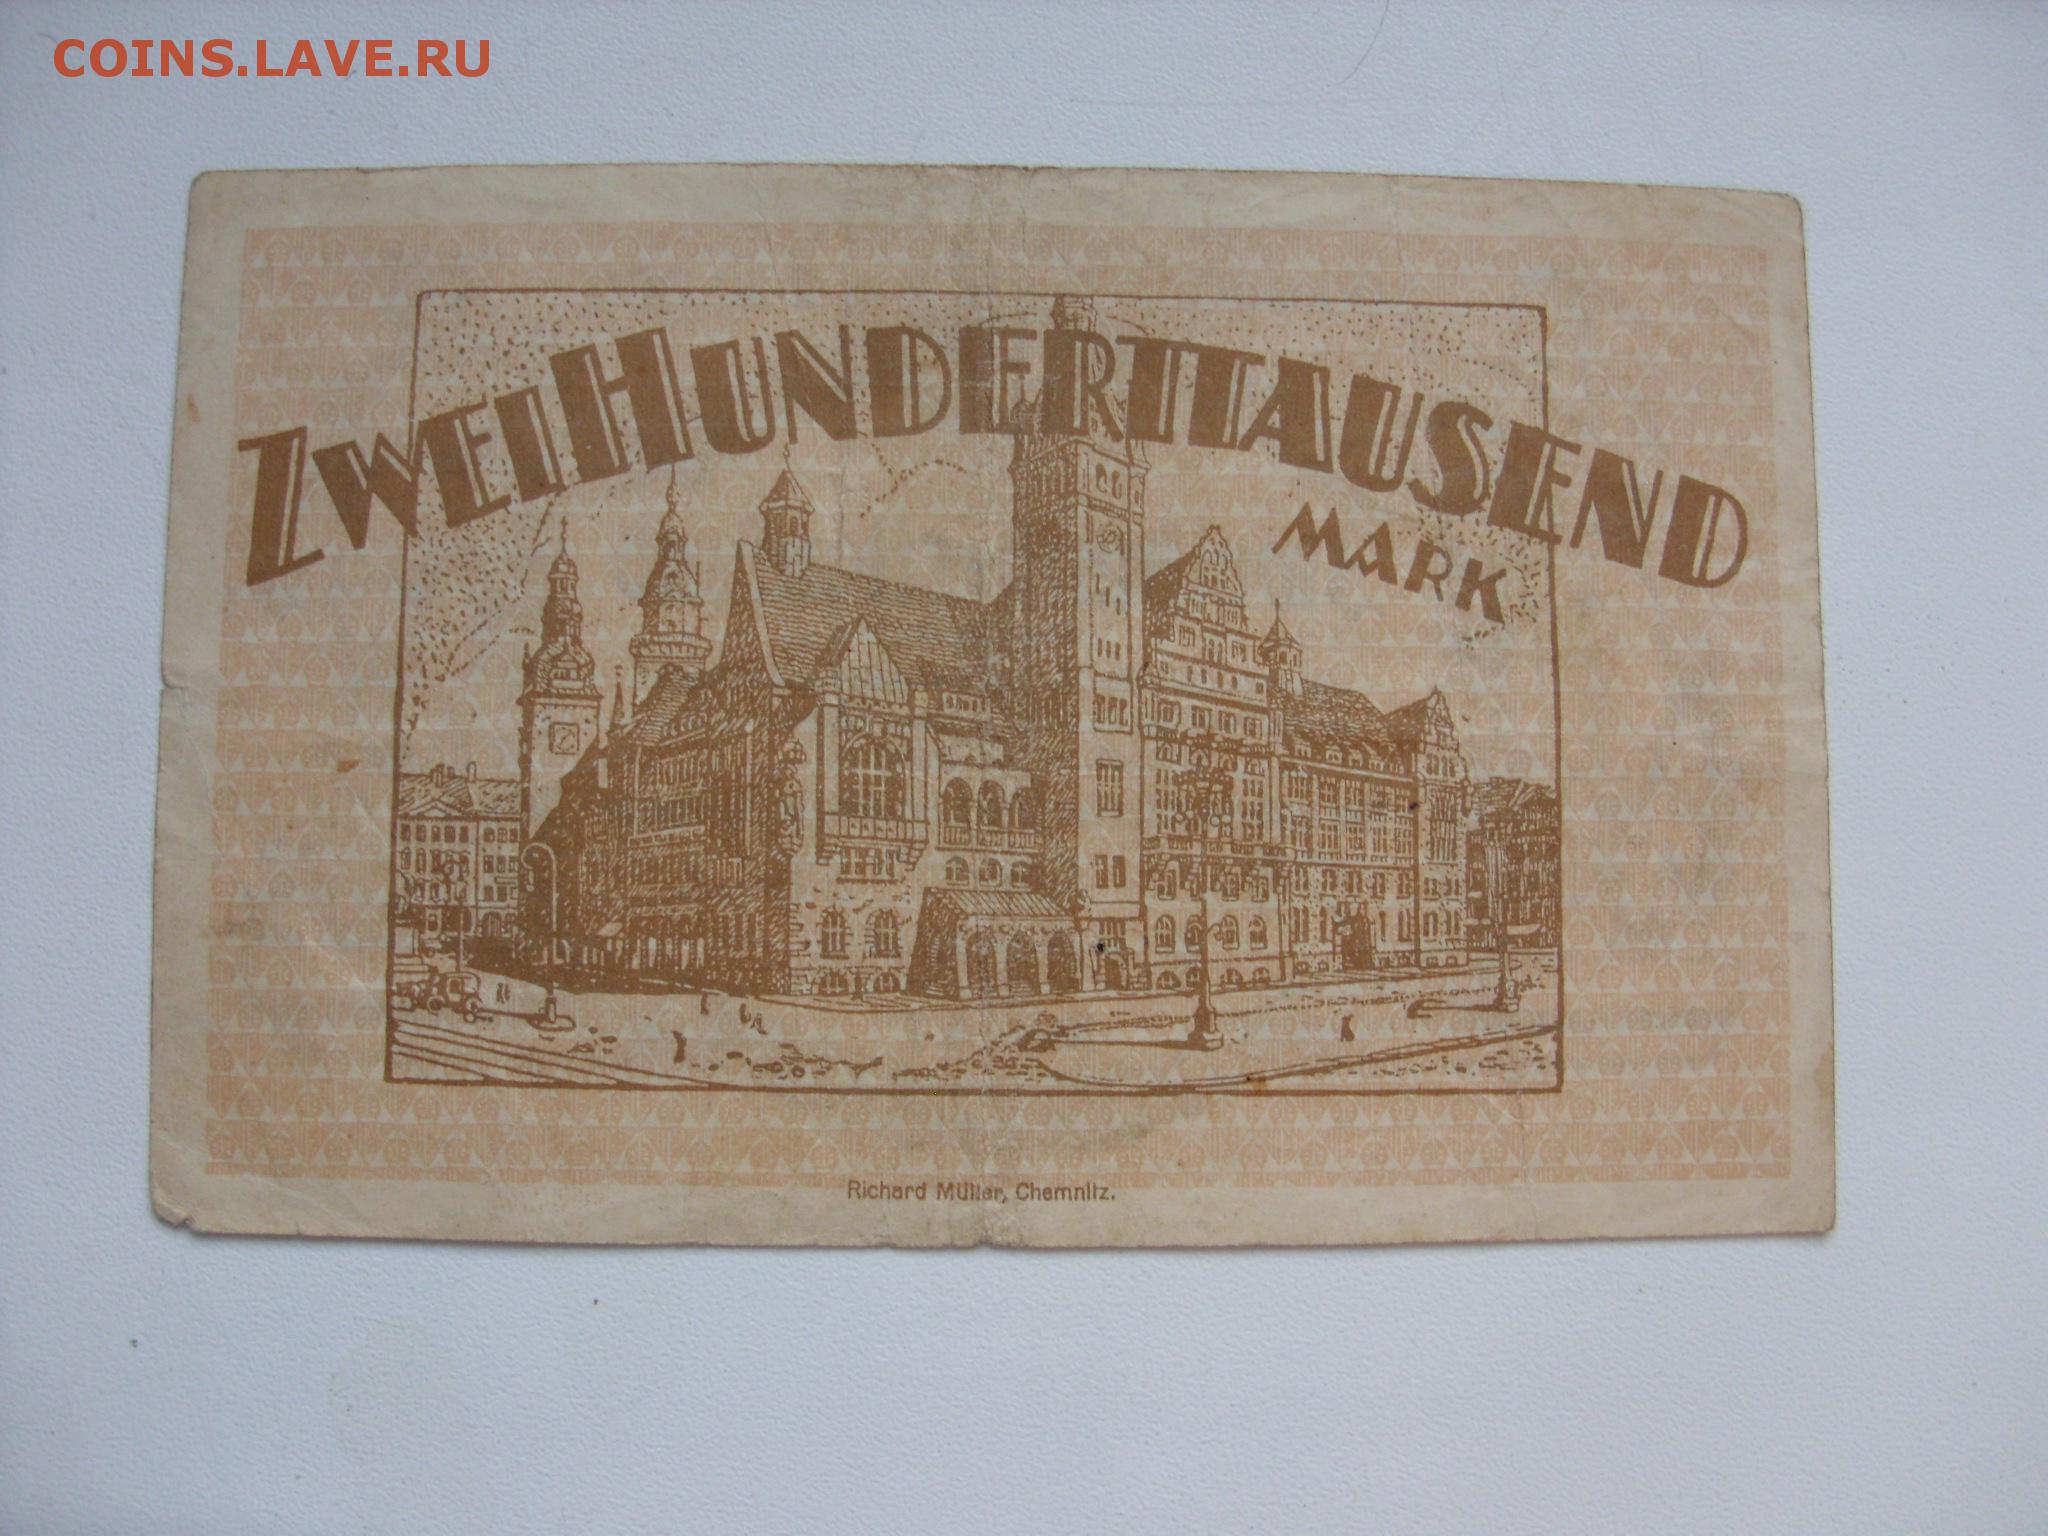 COINS.LAVE.RU
ZWEIHUNDERTTAUSEND
MARK
Richard Müller, Chemnitz.